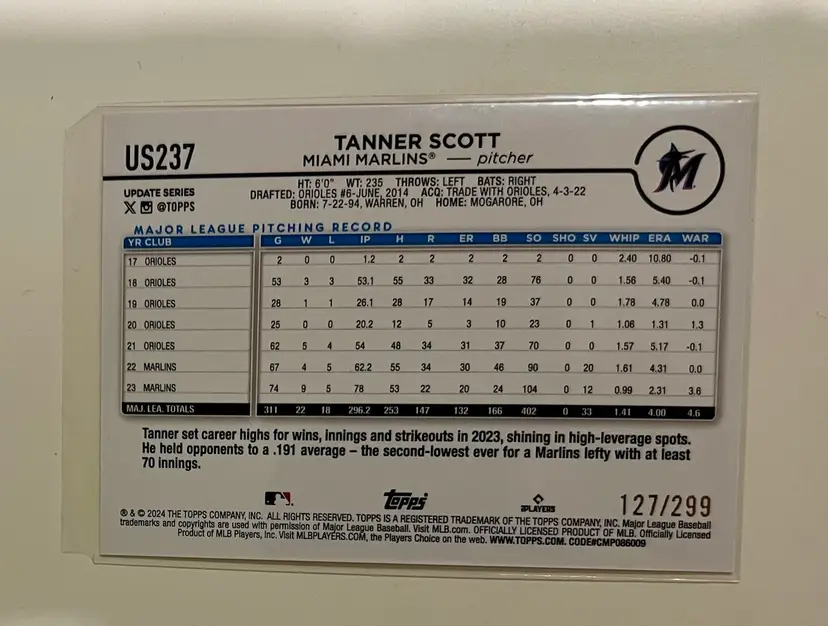 US237
TANNER SCOTT
MIAMI MARLINS® — pitcher
M
UPDATE SERIES
X @TOPPS
HT: 6'0" WT: 235 THROWS: LEFT BATS: RIGHT
DRAFTED: ORIOLES #6-JUNE, 2014 ACQ: TRADE WITH ORIOLES, 4-3-22
BORN: 7-22-94, WARREN, OH HOME: MOGARORE, OH
MAJOR LEAGUE PITCHING RECORD
YR CLUB G W L IP H R ER BB SO SHO SV WHIP ERA WAR
17 ORIOLES 2 0 0 1.2 2 2 2 2 2 0 0 2.40 10.80 -0.1
18 ORIOLES 53 3 3 53.1 55 33 32 28 76 0 0 1.56 5.40 -0.1
19 ORIOLES 28 1 1 26.1 28 17 14 19 37 0 0 1.78 4.78 0.0
20 ORIOLES 25 0 0 20.2 12 5 3 10 23 0 1 1.06 1.31 1.3
21 ORIOLES 62 5 4 54 48 34 31 37 70 0 0 1.57 5.17 -0.1
22 MARLINS 67 4 5 62.2 55 34 30 46 90 0 20 1.61 4.31 0.0
23 MARLINS 74 9 5 78 53 22 20 24 104 0 12 0.99 2.31 3.6
MAJ. LEA. TOTALS 311 22 18 296.2 253 147 132 166 402 0 33 1.41 4.00 4.6
Tanner set career highs for wins, innings and strikeouts in 2023, shining in high-leverage spots.
He held opponents to a .191 average – the second-lowest ever for a Marlins lefty with at least
70 innings.
topps
PLAYERS
127/299
® & © 2024 THE TOPPS COMPANY, INC. ALL RIGHTS RESERVED. TOPPS IS A REGISTERED TRADEMARK OF THE TOPPS COMPANY, INC. Major League Baseball
trademarks and copyrights are used with permission of Major League Baseball. Visit MLB.com. OFFICIALLY LICENSED PRODUCT OF MLB. Officially Licensed
Product of MLB Players, Inc. Visit MLBPLAYERS.COM, the Players Choice on the web. WWW.TOPPS.COM. CODE#CMP086009